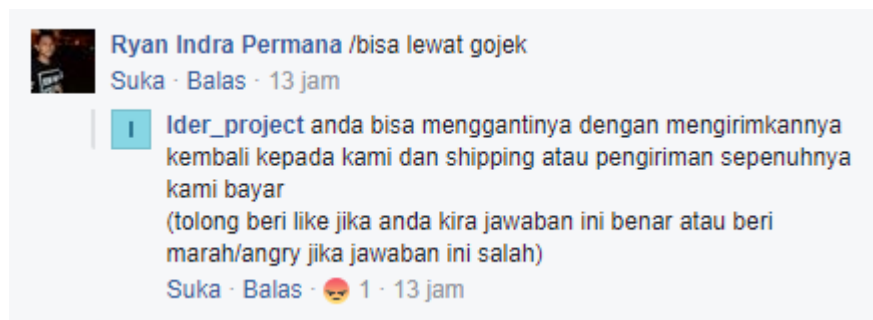 Ryan Indra Permana /bisa lewat gojek
Suka · Balas · 13 jam
I
Ider_project anda bisa menggantinya dengan mengirimkannya
kembali kepada kami dan shipping atau pengiriman sepenuhnya
kami bayar
(tolong beri like jika anda kira jawaban ini benar atau beri
marah/angry jika jawaban ini salah)
Suka · Balas · 😡 1 · 13 jam